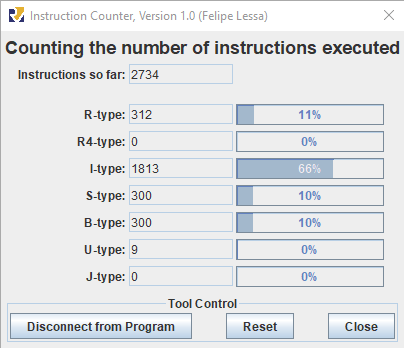 Instruction Counter, Version 1.0 (Felipe Lessa)
Counting the number of instructions executed
Instructions so far: 2734
R-type: 312 11%
R4-type: 0 0%
I-type: 1813 66%
S-type: 300 10%
B-type: 300 10%
U-type: 9 0%
J-type: 0 0%
Tool Control
Disconnect from Program Reset Close